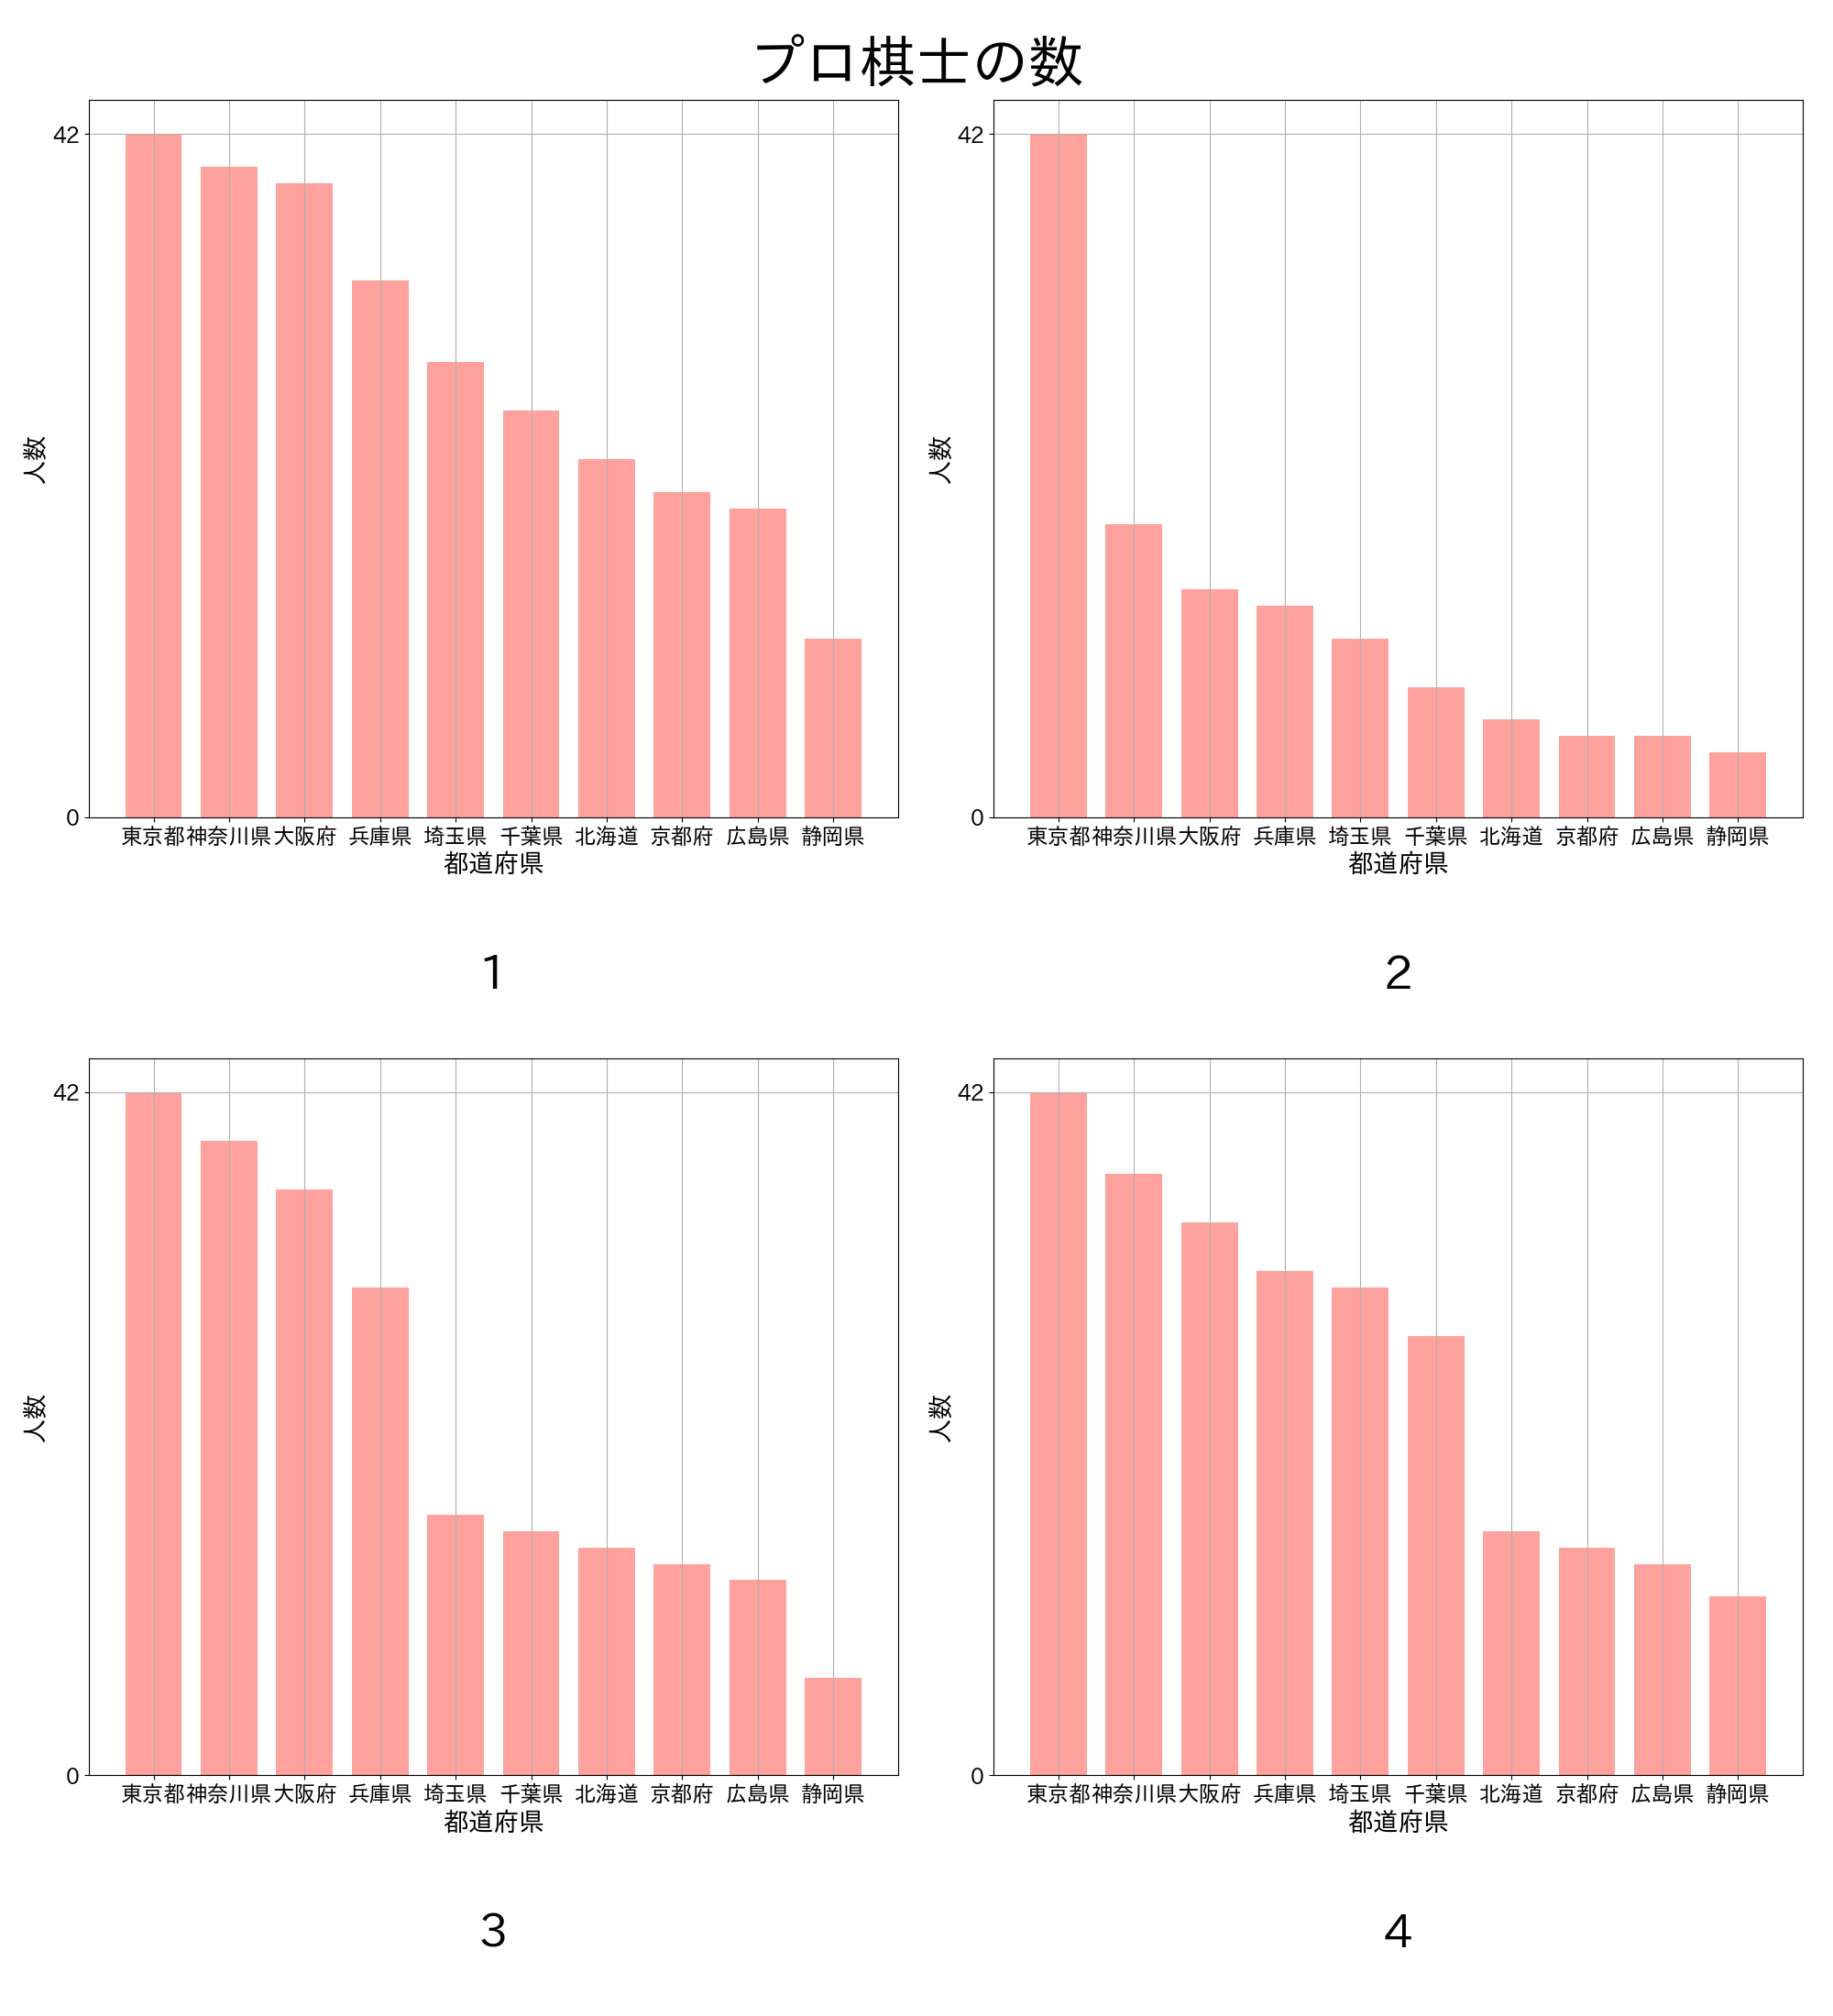 プロ棋士の数
42
0
人数
東京都 神奈川県 大阪府 兵庫県 埼玉県 千葉県 北海道 京都府 広島県 静岡県
都道府県
1
42
0
人数
東京都 神奈川県 大阪府 兵庫県 埼玉県 千葉県 北海道 京都府 広島県 静岡県
都道府県
2
42
0
人数
東京都 神奈川県 大阪府 兵庫県 埼玉県 千葉県 北海道 京都府 広島県 静岡県
都道府県
3
42
0
人数
東京都 神奈川県 大阪府 兵庫県 埼玉県 千葉県 北海道 京都府 広島県 静岡県
都道府県
4